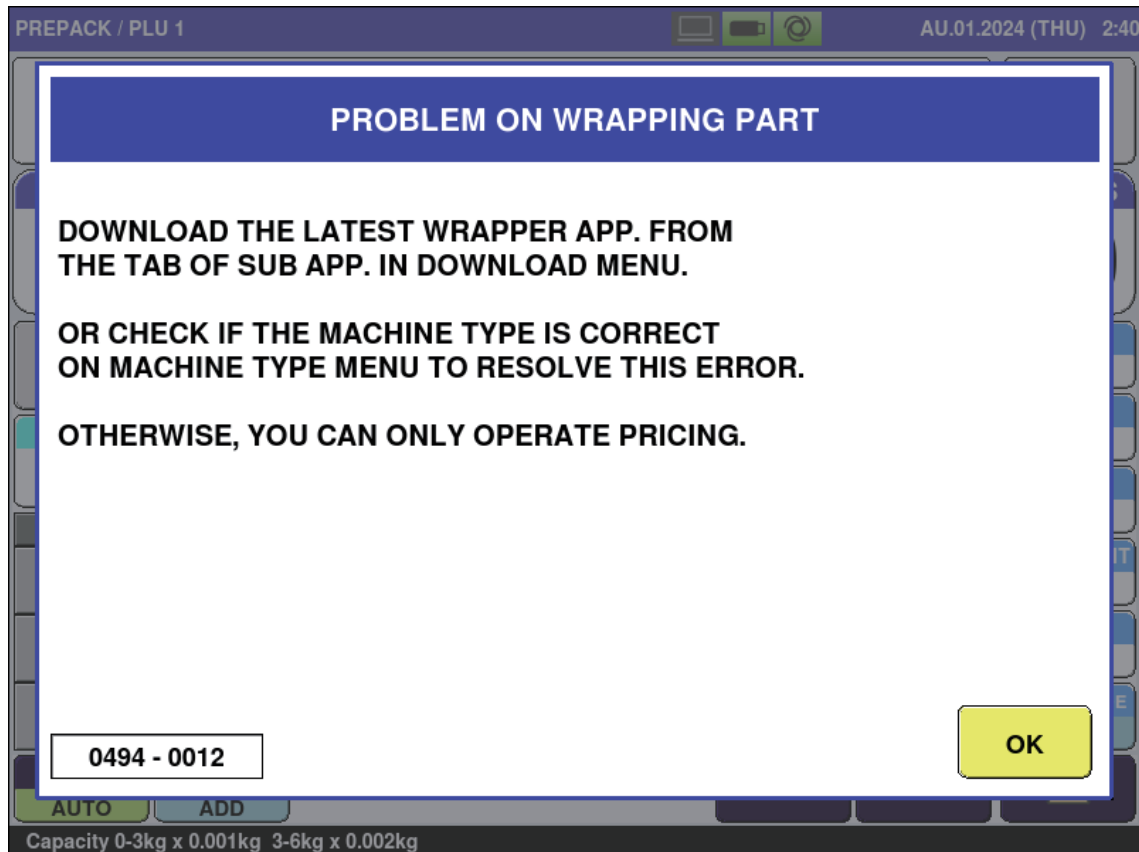 PREPACK / PLU 1
AU.01.2024 (THU) 2:40
PROBLEM ON WRAPPING PART
DOWNLOAD THE LATEST WRAPPER APP. FROM
THE TAB OF SUB APP. IN DOWNLOAD MENU.
OR CHECK IF THE MACHINE TYPE IS CORRECT
ON MACHINE TYPE MENU TO RESOLVE THIS ERROR.
OTHERWISE, YOU CAN ONLY OPERATE PRICING.
0494 - 0012
OK
AUTO
ADD
Capacity 0-3kg x 0.001kg 3-6kg x 0.002kg